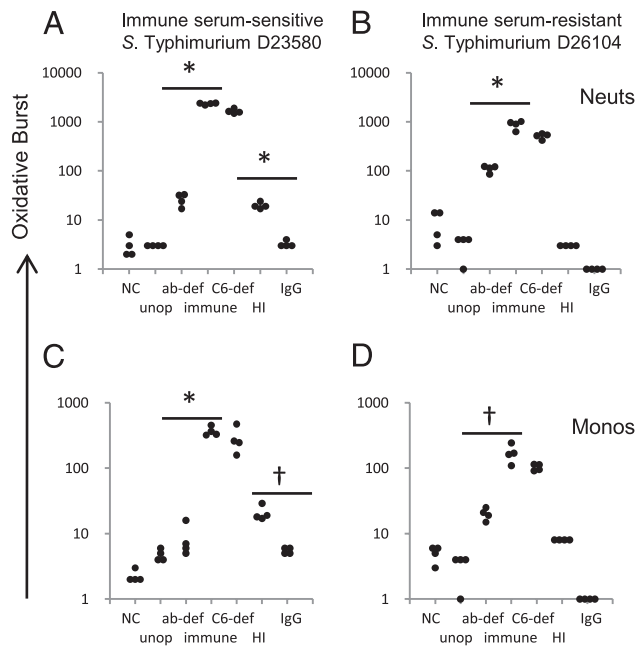 A
Immune serum-sensitive
S. Typhimurium D23580
B
Immune serum-resistant
S. Typhimurium D26104
Oxidative Burst
10000
1000
100
10
1
*
*
NC ab-def C6-def IgG
unop immune HI
10000
1000
100
10
1
*
Neuts
NC ab-def C6-def IgG
unop immune HI
C
1000
100
10
1
*
†
NC ab-def C6-def IgG
unop immune HI
D
1000
100
10
1
†
Monos
NC ab-def C6-def IgG
unop immune HI